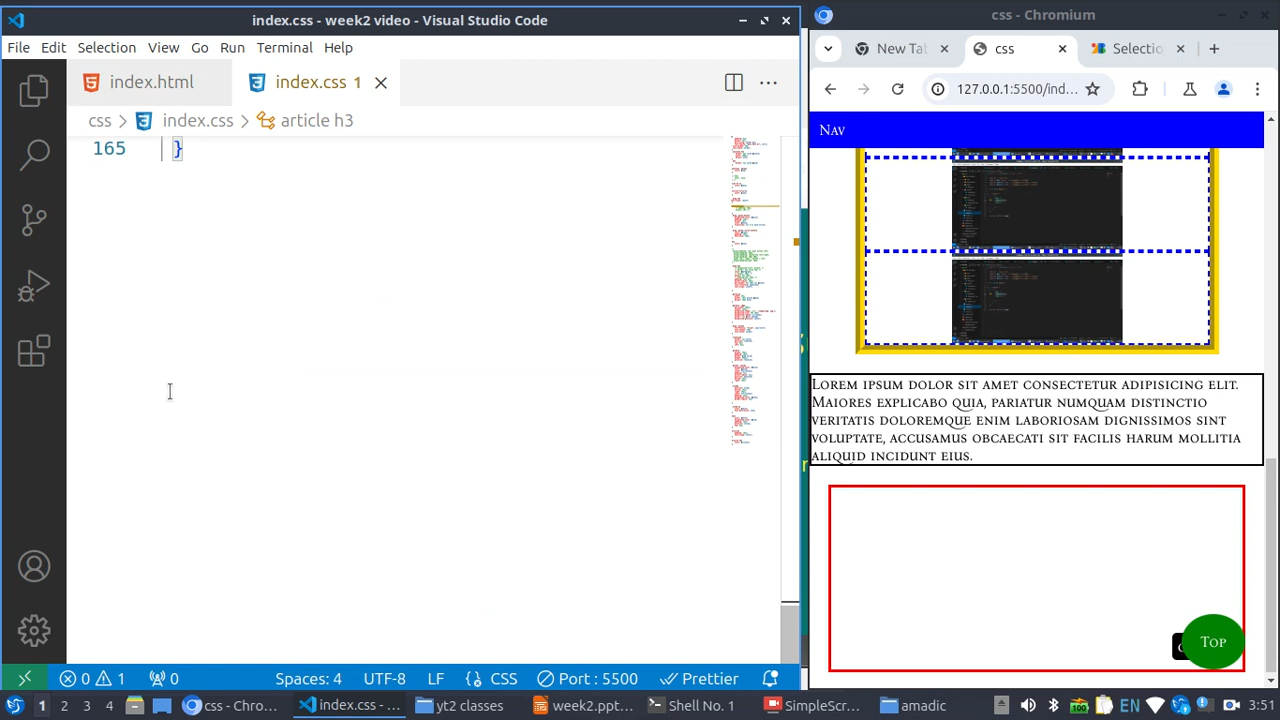 index.css - week2 video - Visual Studio Code
File Edit Selection View Go Run Terminal Help
index.html
index.css 1
css > index.css > article h3
165 }
0 1 0 Spaces: 4 UTF-8 LF CSS Port : 5500 Prettier
css - Chromium
New Tab css Selectio
127.0.0.1:5500/ind...
Nav
Lorem ipsum dolor sit amet consectetur adipisicing elit.
Maiores explicabo quia, pariatur numquam distinctio
veritatis doloremque enim laboriosam dignissimos sint
voluptate, accusamus obcaecati sit facilis harum mollitia
aliquid incidunt eius.
Top
1 2 3 4 css - Chro... index.css - ... yt2 classes week2.ppt... Shell No. 1 SimpleScr... amadic 100 EN 3:51